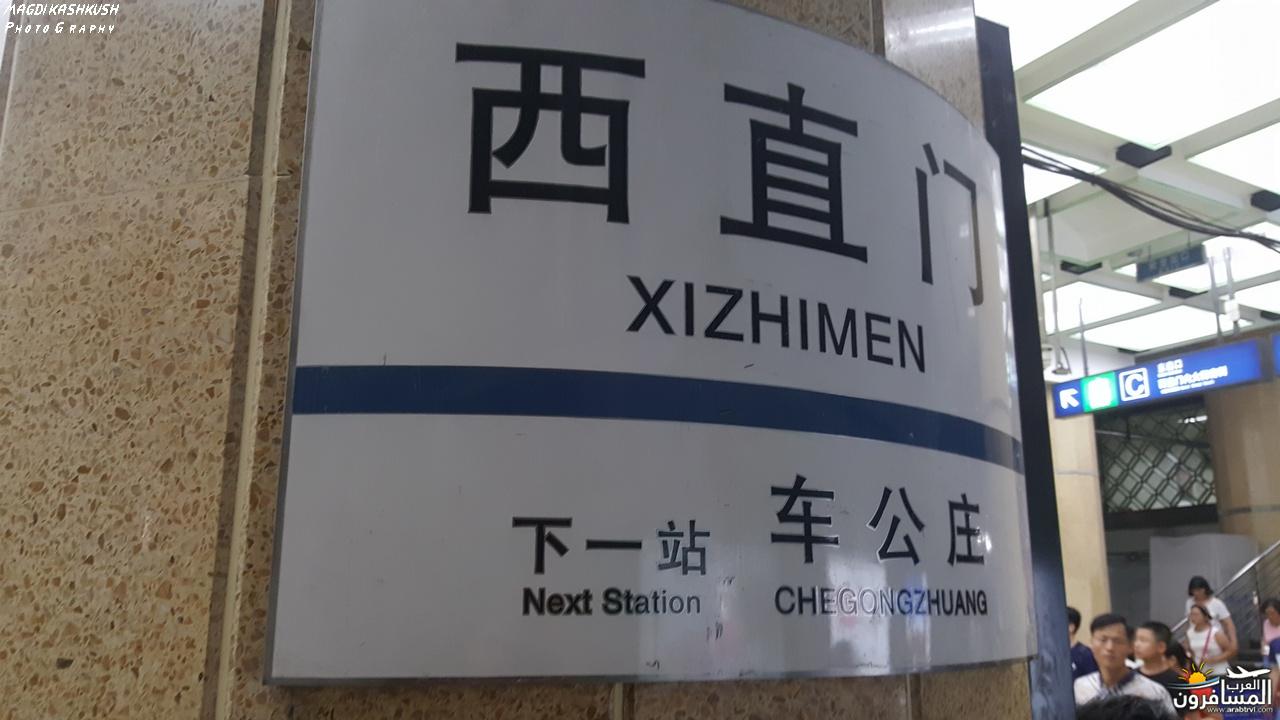 MAGDI KASHKUSH
PHOTOGRAPHY
西直门
XIZHIMEN
下一站 车公庄
Next Station CHEGONGZHUANG
C
العرب
المسافرون
www.arabtrvl.com